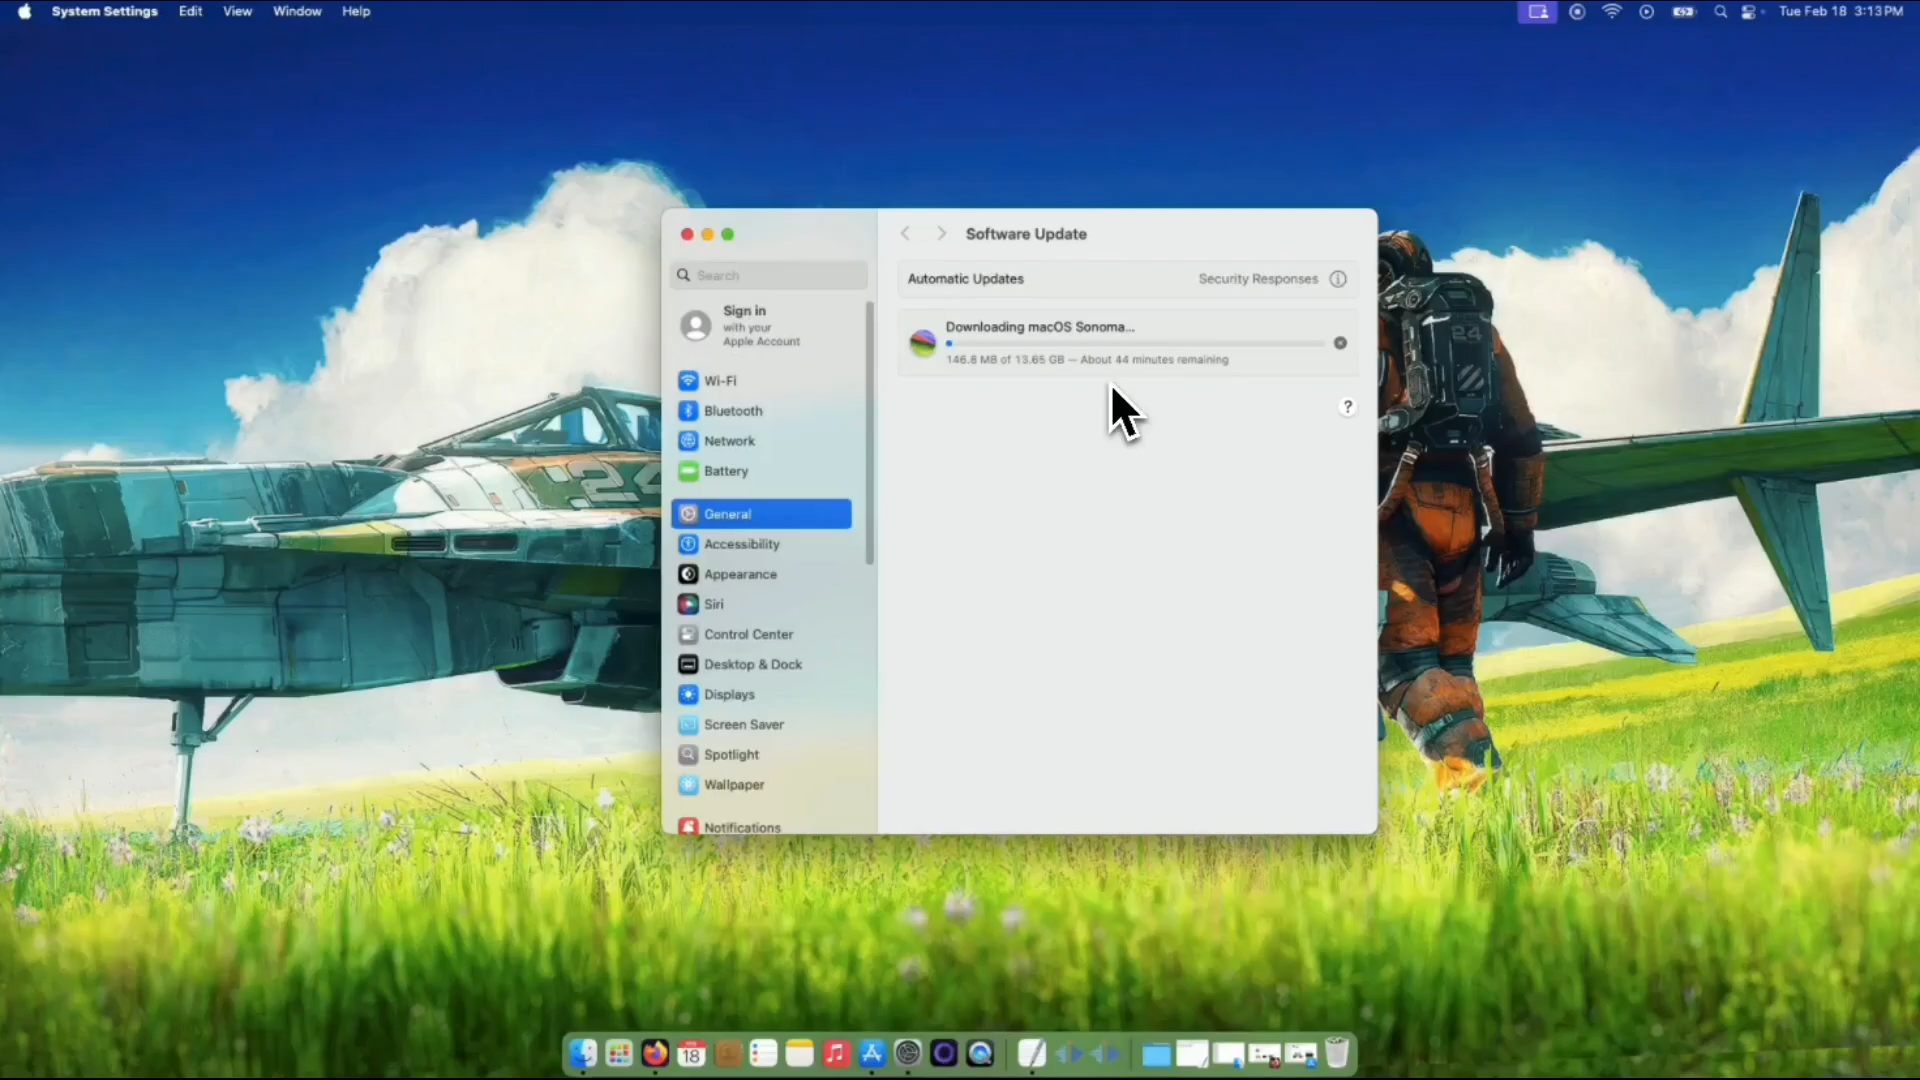 System Settings Edit View Window Help
Tue Feb 18 3:13 PM
Software Update
Search
Automatic Updates
Security Responses
Sign in
with your
Apple Account
Downloading macOS Sonoma...
146.8 MB of 13.65 GB — About 44 minutes remaining
?
Wi-Fi
Bluetooth
Network
Battery
General
Accessibility
Appearance
Siri
Control Center
Desktop & Dock
Displays
Screen Saver
Spotlight
Wallpaper
Notifications
24
24
18